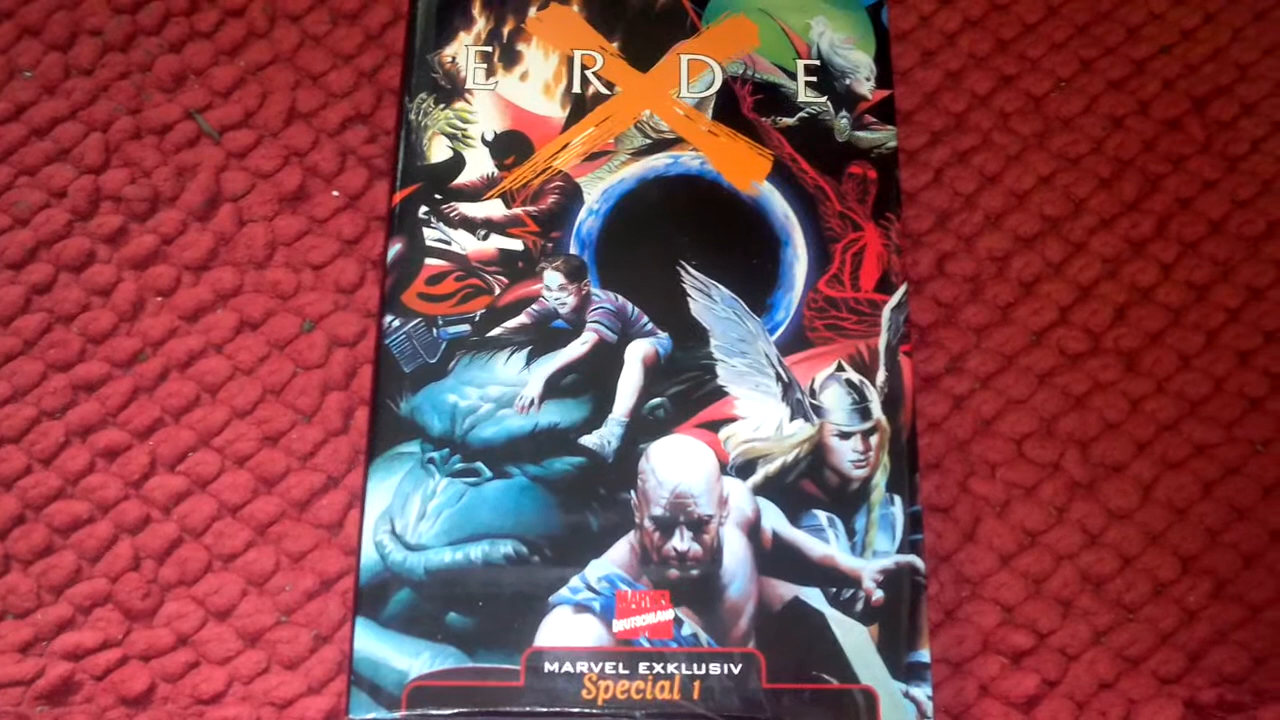 ERDE
X
MARVEL
DEUTSCHLAND
MARVEL EXKLUSIV
Special 1